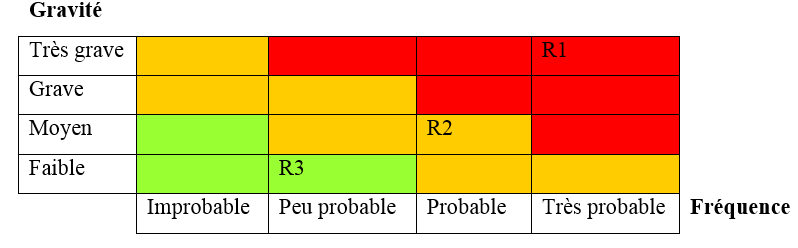 Gravité
Très grave R1
Grave
Moyen R2
Faible R3
Improbable Peu probable Probable Très probable Fréquence